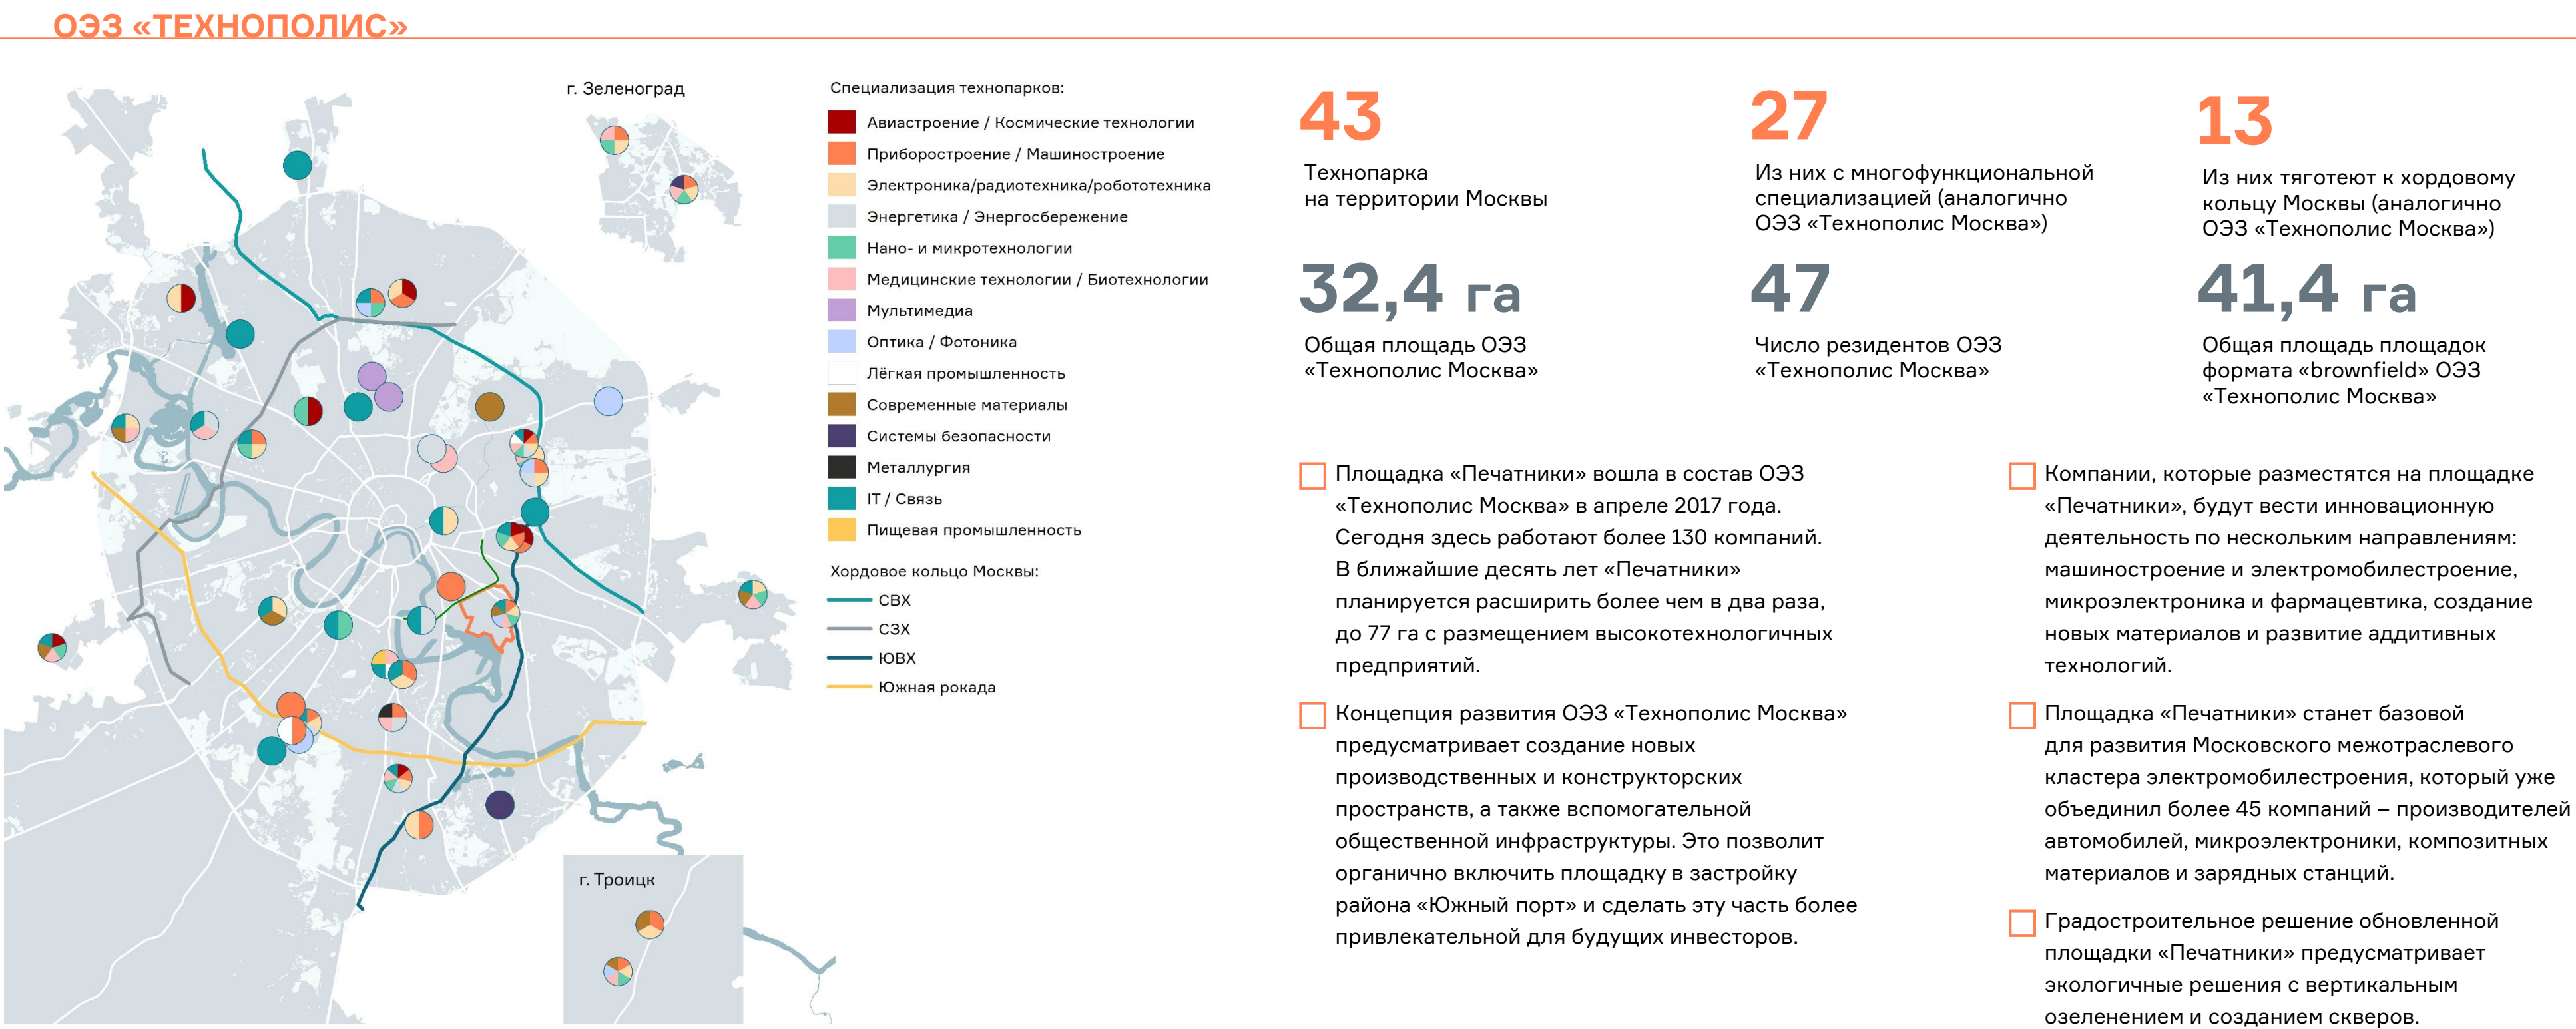 ОЭЗ «ТЕХНОПОЛИС»
г. Зеленоград
г. Троицк
Специализация технопарков:
Авиастроение / Космические технологии
Приборостроение / Машиностроение
Электроника/радиотехника/робототехника
Энергетика / Энергосбережение
Нано- и микротехнологии
Медицинские технологии / Биотехнологии
Мультимедиа
Оптика / Фотоника
Лёгкая промышленность
Современные материалы
Системы безопасности
Металлургия
IT / Связь
Пищевая промышленность
Хордовое кольцо Москвы:
СВХ
СЗХ
ЮВХ
Южная рокада
43
Технопарка
на территории Москвы
27
Из них с многофункциональной
специализацией (аналогично
ОЭЗ «Технополис Москва»)
13
Из них тяготеют к хордовому
кольцу Москвы (аналогично
ОЭЗ «Технополис Москва»)
32,4 га
Общая площадь ОЭЗ
«Технополис Москва»
47
Число резидентов ОЭЗ
«Технополис Москва»
41,4 га
Общая площадь площадок
формата «brownfield» ОЭЗ
«Технополис Москва»
Площадка «Печатники» вошла в состав ОЭЗ
«Технополис Москва» в апреле 2017 года.
Сегодня здесь работают более 130 компаний.
В ближайшие десять лет «Печатники»
планируется расширить более чем в два раза,
до 77 га с размещением высокотехнологичных
предприятий.
Концепция развития ОЭЗ «Технополис Москва»
предусматривает создание новых
производственных и конструкторских
пространств, а также вспомогательной
общественной инфраструктуры. Это позволит
органично включить площадку в застройку
района «Южный порт» и сделать эту часть более
привлекательной для будущих инвесторов.
Компании, которые разместятся на площадке
«Печатники», будут вести инновационную
деятельность по нескольким направлениям:
машиностроение и электромобилестроение,
микроэлектроника и фармацевтика, создание
новых материалов и развитие аддитивных
технологий.
Площадка «Печатники» станет базовой
для развития Московского межотраслевого
кластера электромобилестроения, который уже
объединил более 45 компаний – производителей
автомобилей, микроэлектроники, композитных
материалов и зарядных станций.
Градостроительное решение обновленной
площадки «Печатники» предусматривает
экологичные решения с вертикальным
озеленением и созданием скверов.